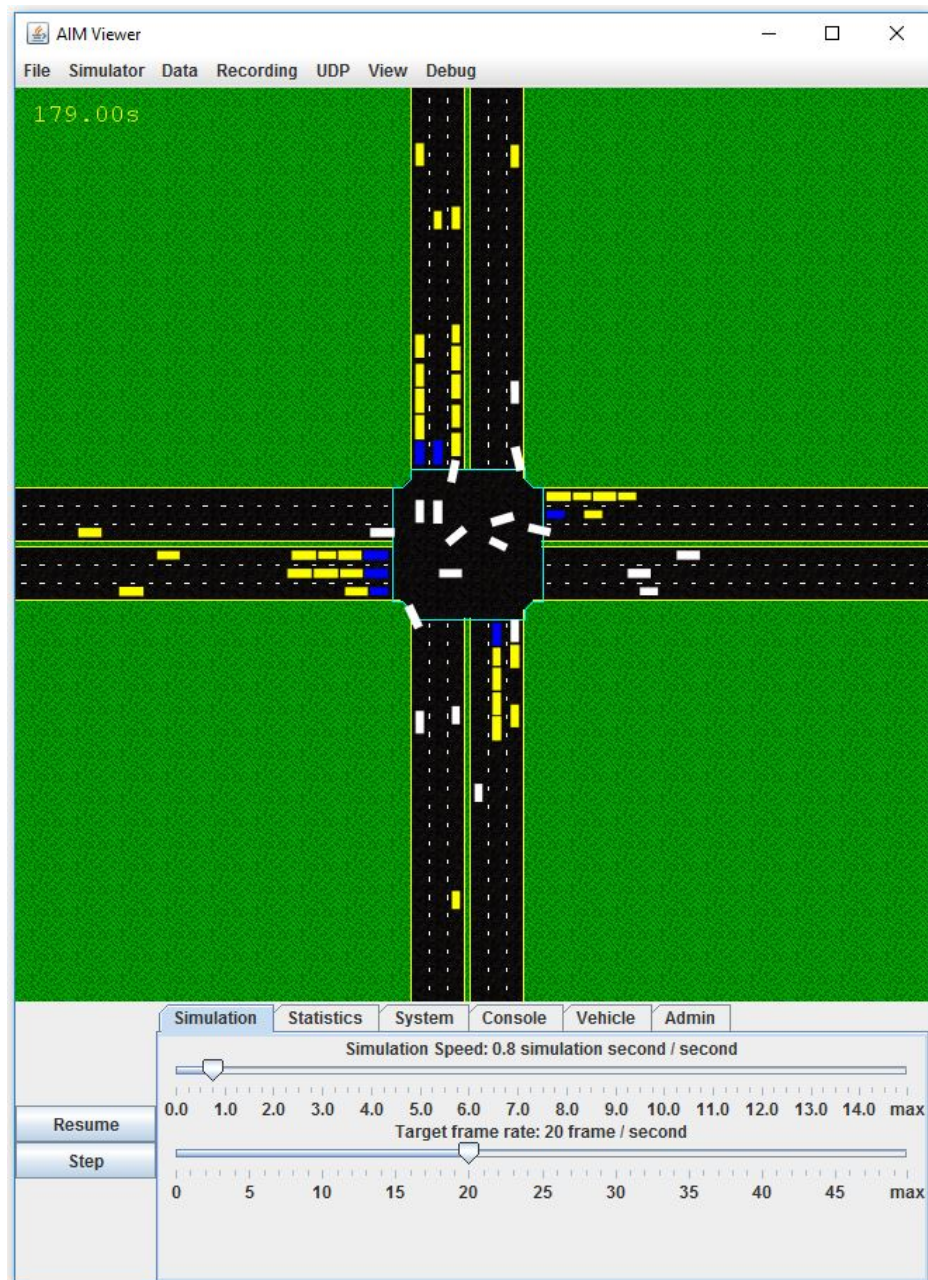 AIM Viewer
File Simulator Data Recording UDP View Debug
179.00s
Simulation Statistics System Console Vehicle Admin
Simulation Speed: 0.8 simulation second / second
0.0 1.0 2.0 3.0 4.0 5.0 6.0 7.0 8.0 9.0 10.0 11.0 12.0 13.0 14.0 max
Resume
Target frame rate: 20 frame / second
Step
0 5 10 15 20 25 30 35 40 45 max